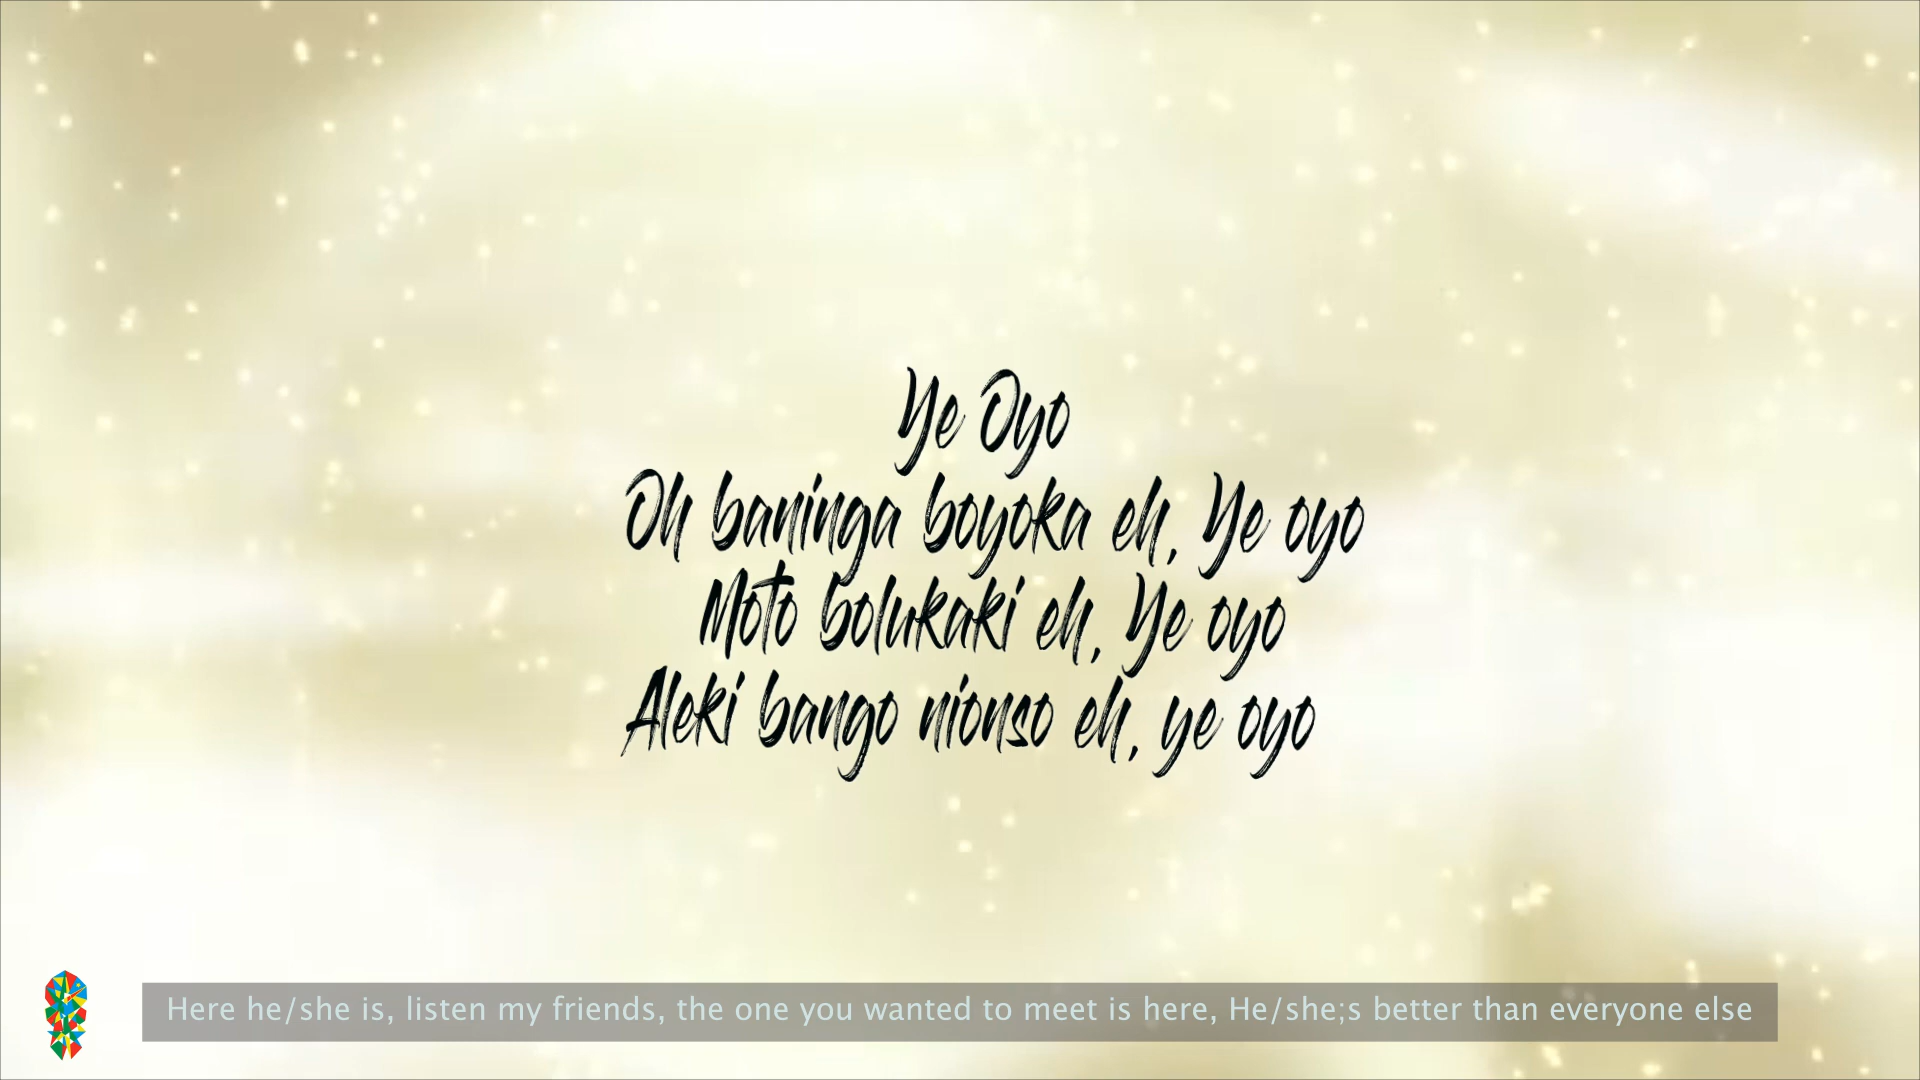 Ye Oyo
Oh baninga boyoka eh, Ye oyo
Moto bolukaki eh, Ye oyo
Aleki bango nionso eh, ye oyo
Here he/she is, listen my friends, the one you wanted to meet is here, He/she;s better than everyone else